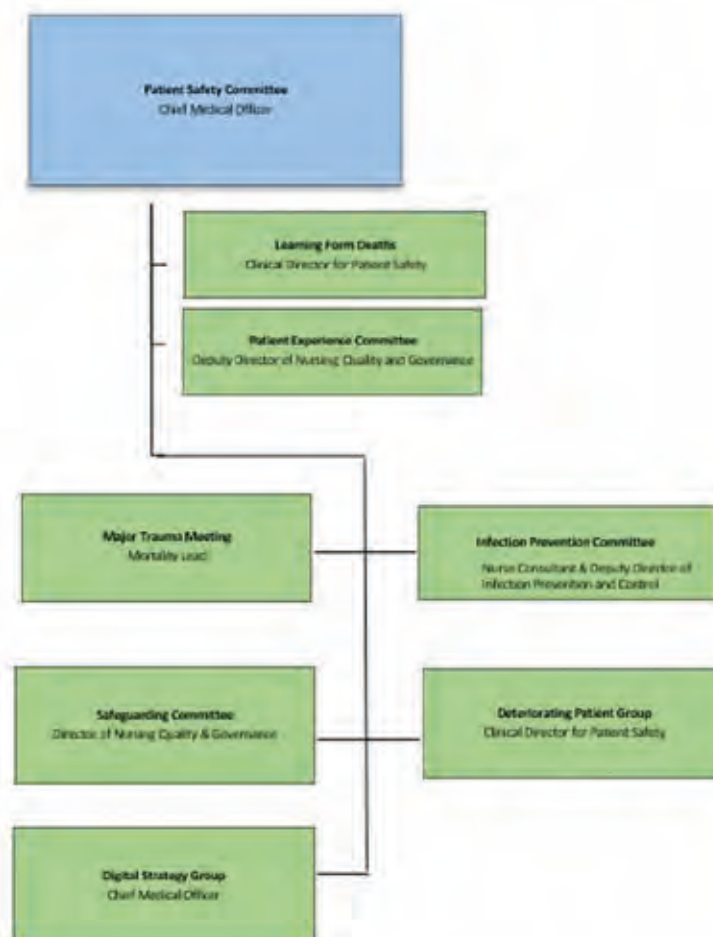 Patient Safety Committee
Chief Medical Officer
Learning Form Deaths
Clinical Director for Patient Safety
Patient Experience Committee
Deputy Director of Nursing Quality and Governance
Major Trauma Meeting
Mortality Lead
Infection Prevention Committee
Nurse Consultant & Deputy Director of
Infection Prevention and Control
Safeguarding Committee
Director of Nursing Quality & Governance
Deteriorating Patient Group
Clinical Director for Patient Safety
Digital Strategy Group
Chief Medical Officer